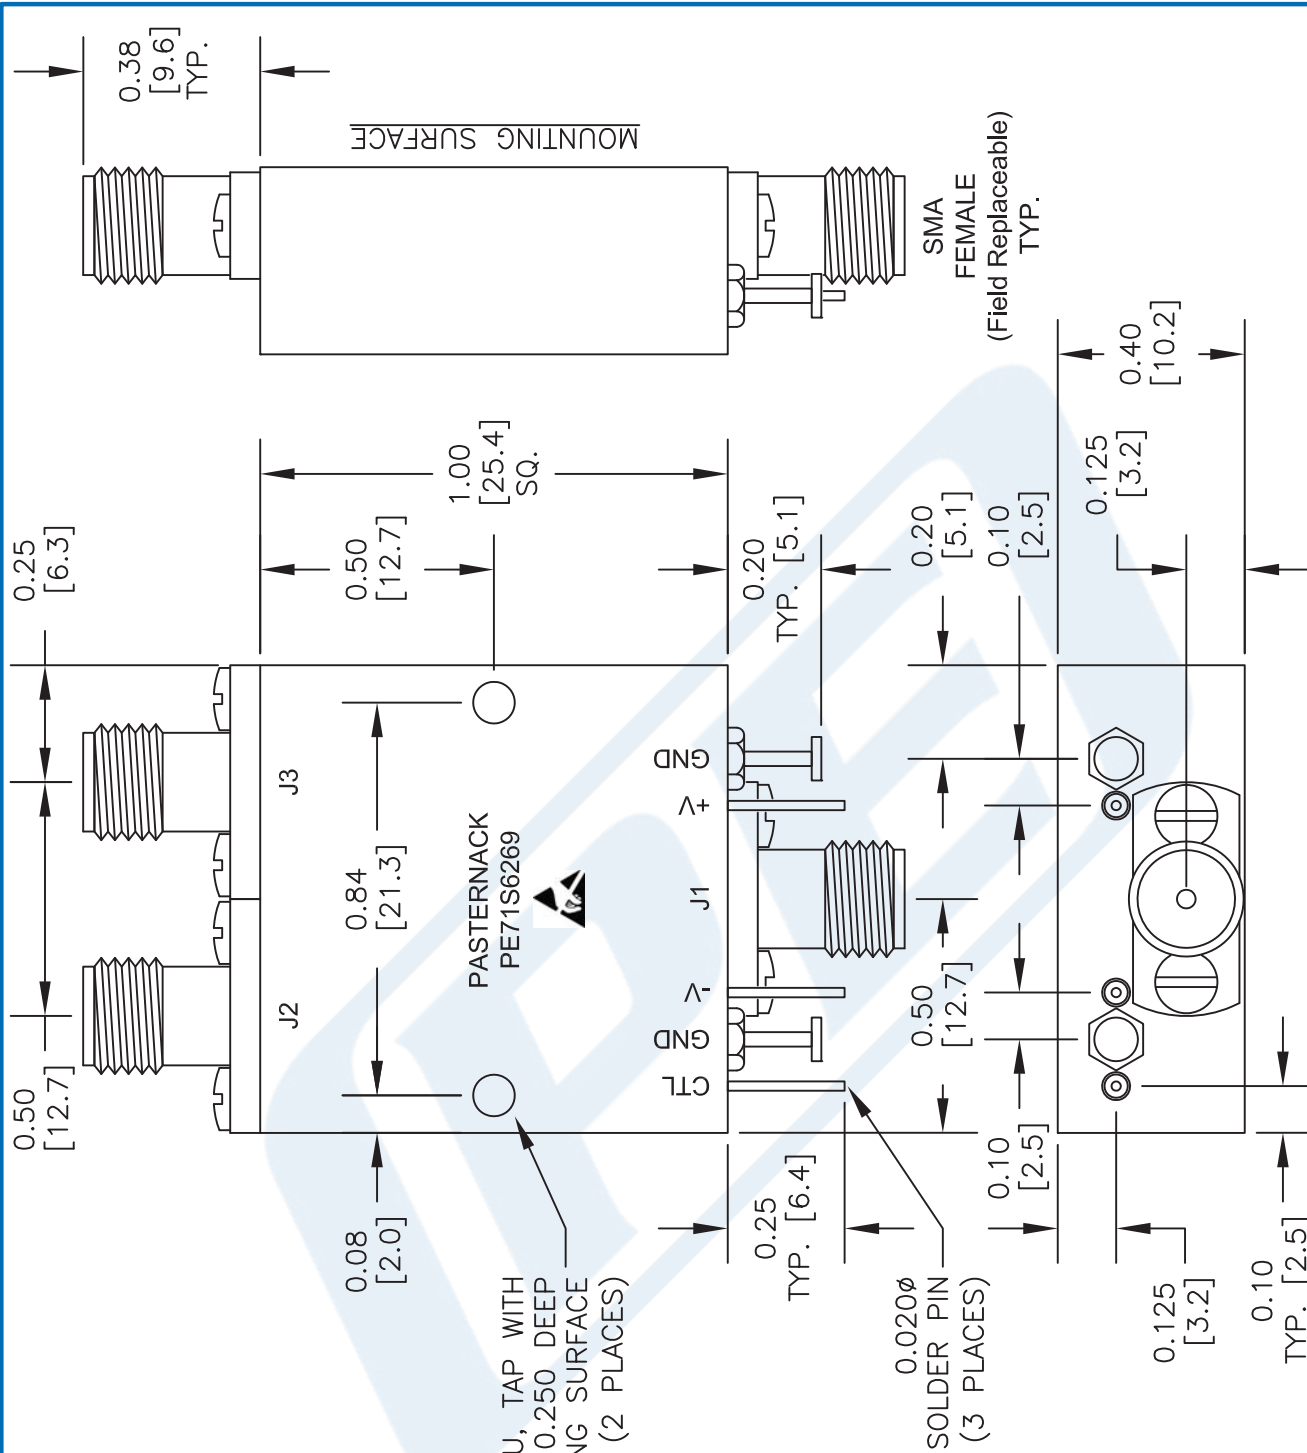 0.38
[9.6]
TYP.
MOUNTING SURFACE
SMA
FEMALE
(Field Replaceable)
TYP.
0.25
[6.3]
0.50
[12.7]
1.00
[25.4]
SQ.
0.50
[12.7]
0.20
TYP. [5.1]
0.84
[21.3]
0.08
[2.0]
J3
J2
PASTERNACK
PE71S6269
J1
GND
V+
V-
GND
CTL
0.25
TYP. [6.4]
U, TAP WITH
0.250 DEEP
NG SURFACE
(2 PLACES)
0.020ø
SOLDER PIN
(3 PLACES)
0.20
[5.1]
0.10
[2.5]
0.50
[12.7]
0.10
[2.5]
0.40
[10.2]
0.125
[3.2]
0.125
[3.2]
0.10
TYP. [2.5]
PE